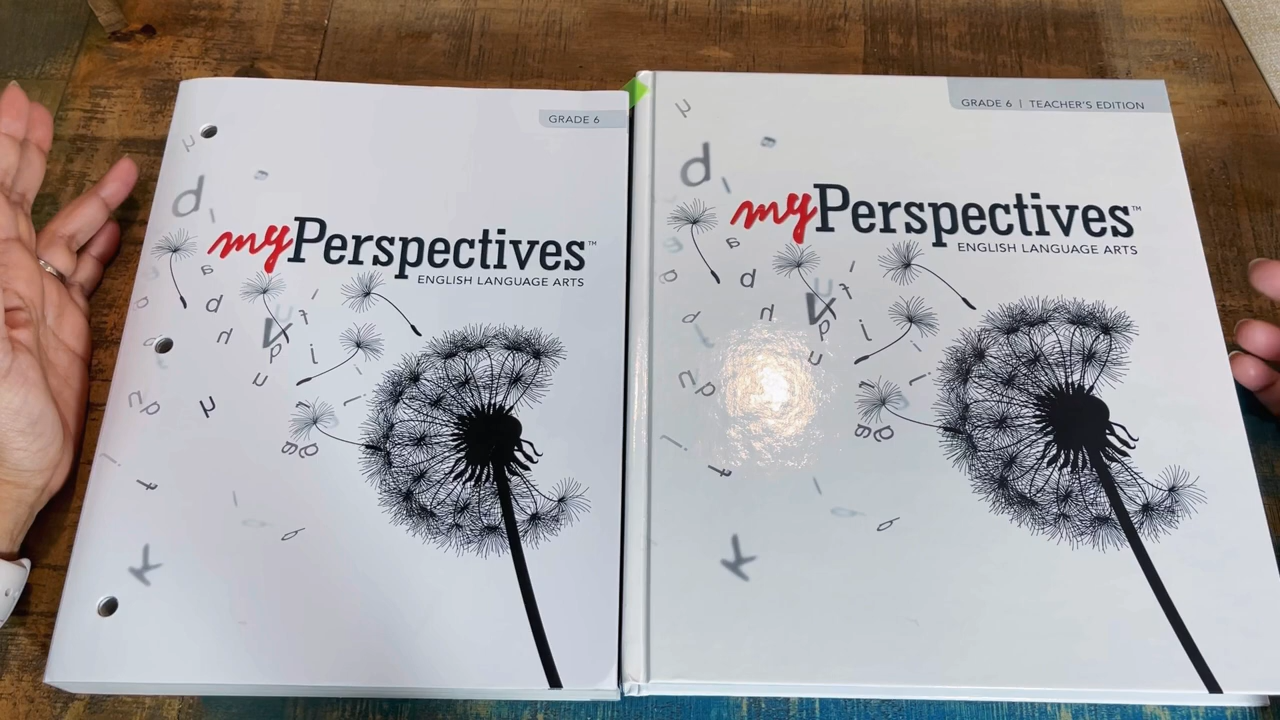 GRADE 6
myPerspectives™
ENGLISH LANGUAGE ARTS
GRADE 6 | TEACHER'S EDITION
myPerspectives™
ENGLISH LANGUAGE ARTS